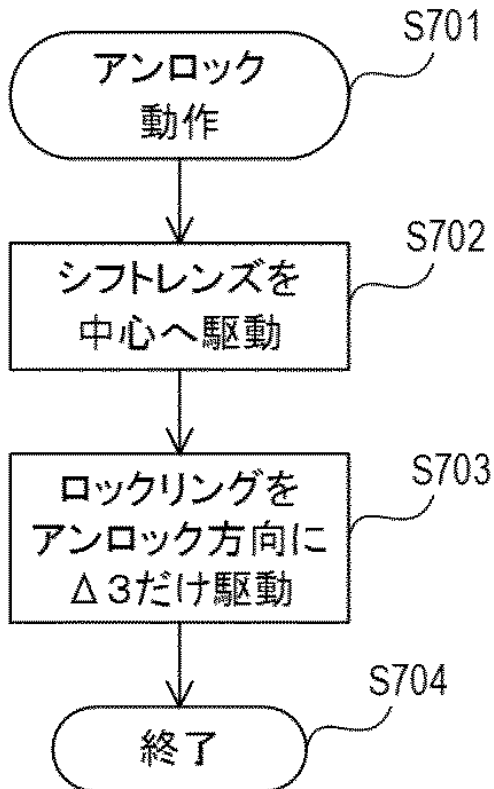 S701
アンロック
動作
S702
シフトレンズを
中心へ駆動
S703
ロックリングを
アンロック方向に
Δ3だけ駆動
S704
終了